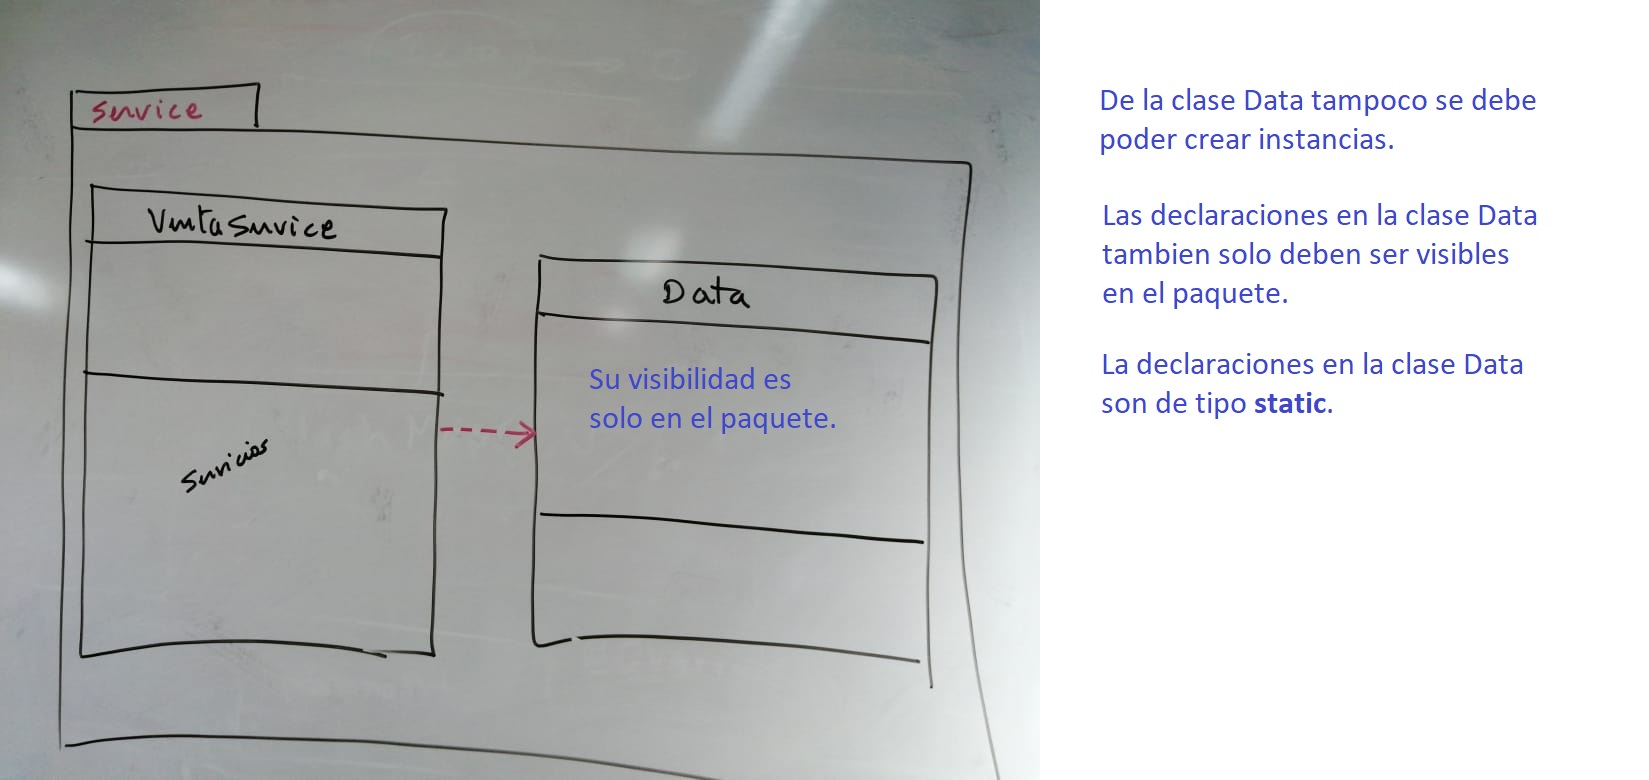 Service
VentaService
Servicios
Data
Su visibilidad es
solo en el paquete.
De la clase Data tampoco se debe
poder crear instancias.
Las declaraciones en la clase Data
tambien solo deben ser visibles
en el paquete.
La declaraciones en la clase Data
son de tipo static.